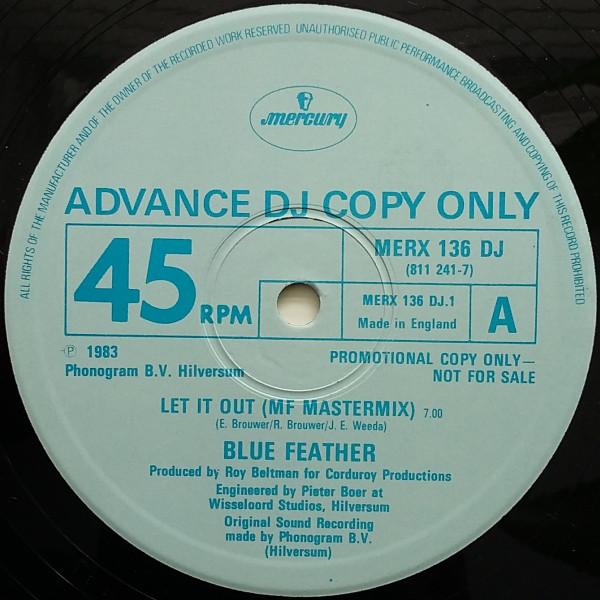 ALL RIGHTS OF THE MANUFACTURER AND OF THE OWNER OF THE RECORDED WORK RESERVED UNAUTHORISED PUBLIC PERFORMANCE BROADCASTING AND COPYING OF THIS RECORD PROHIBITED
mercury
ADVANCE DJ COPY ONLY
45 RPM
MERX 136 DJ
(811 241-7)
MERX 136 DJ.1
Made in England
A
Ⓟ 1983
Phonogram B.V. Hilversum
PROMOTIONAL COPY ONLY—
NOT FOR SALE
LET IT OUT (MF MASTERMIX) 7.00
(E. Brouwer/R. Brouwer/J. E. Weeda)
BLUE FEATHER
Produced by Roy Beltman for Corduroy Productions
Engineered by Pieter Boer at
Wisseloord Studios, Hilversum
Original Sound Recording
made by Phonogram B.V.
(Hilversum)